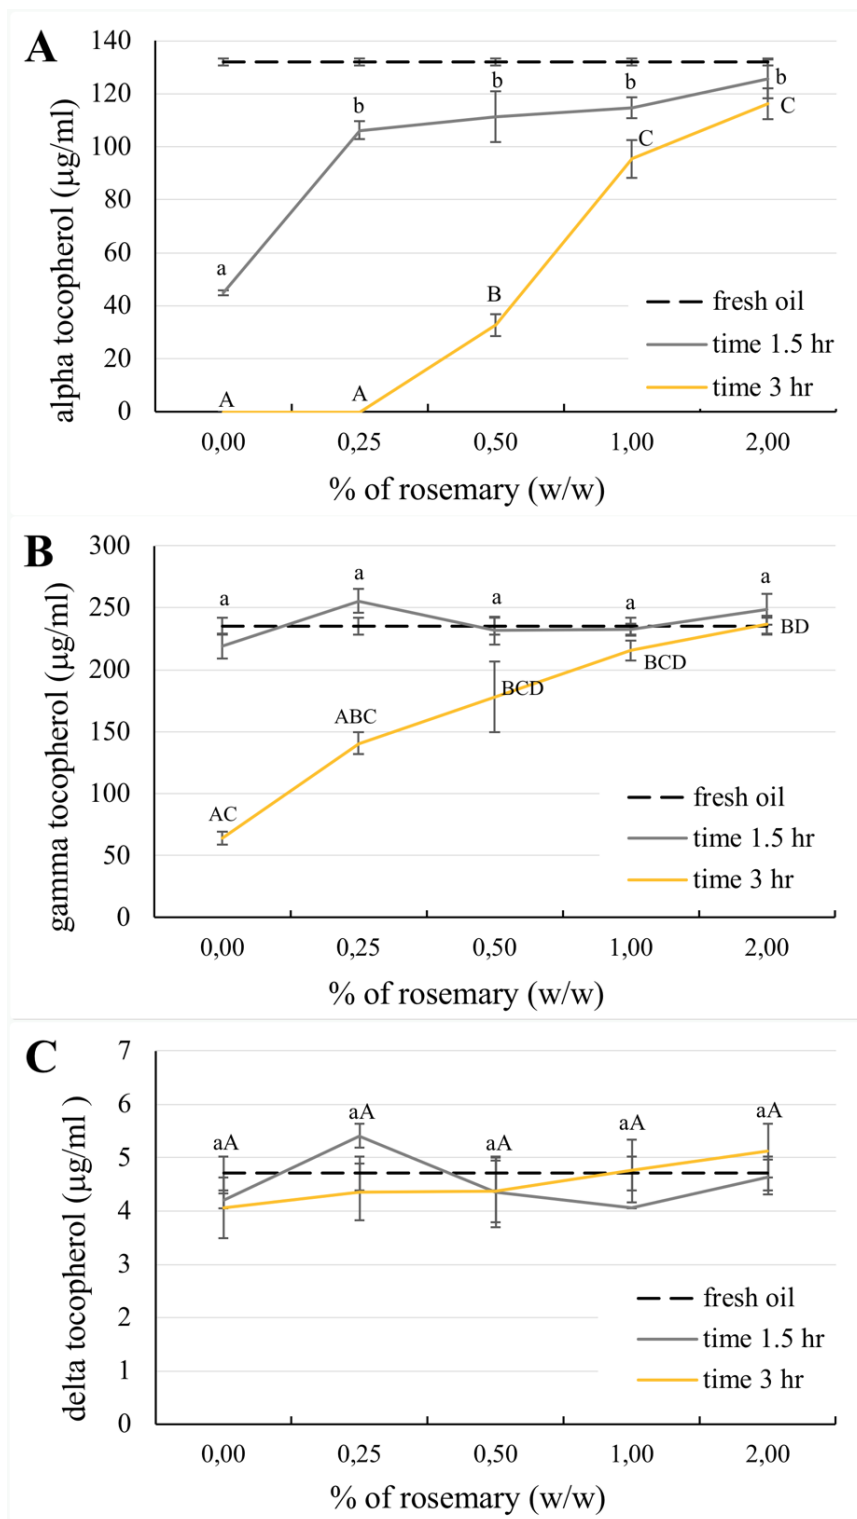 A
alpha tocopherol (µg/ml)
140
120
100
80
60
40
20
0
a
b
b
b
b
A
A
B
C
C
fresh oil
time 1.5 hr
time 3 hr
0,00 0,25 0,50 1,00 2,00
% of rosemary (w/w)
B
gamma tocopherol (µg/ml)
300
250
200
150
100
50
0
a
a
a
a
a
AC
ABC
BCD
BCD
BD
fresh oil
time 1.5 hr
time 3 hr
0,00 0,25 0,50 1,00 2,00
% of rosemary (w/w)
C
delta tocopherol (µg/ml )
7
6
5
4
3
2
1
0
aA
aA
aA
aA
aA
fresh oil
time 1.5 hr
time 3 hr
0,00 0,25 0,50 1,00 2,00
% of rosemary (w/w)